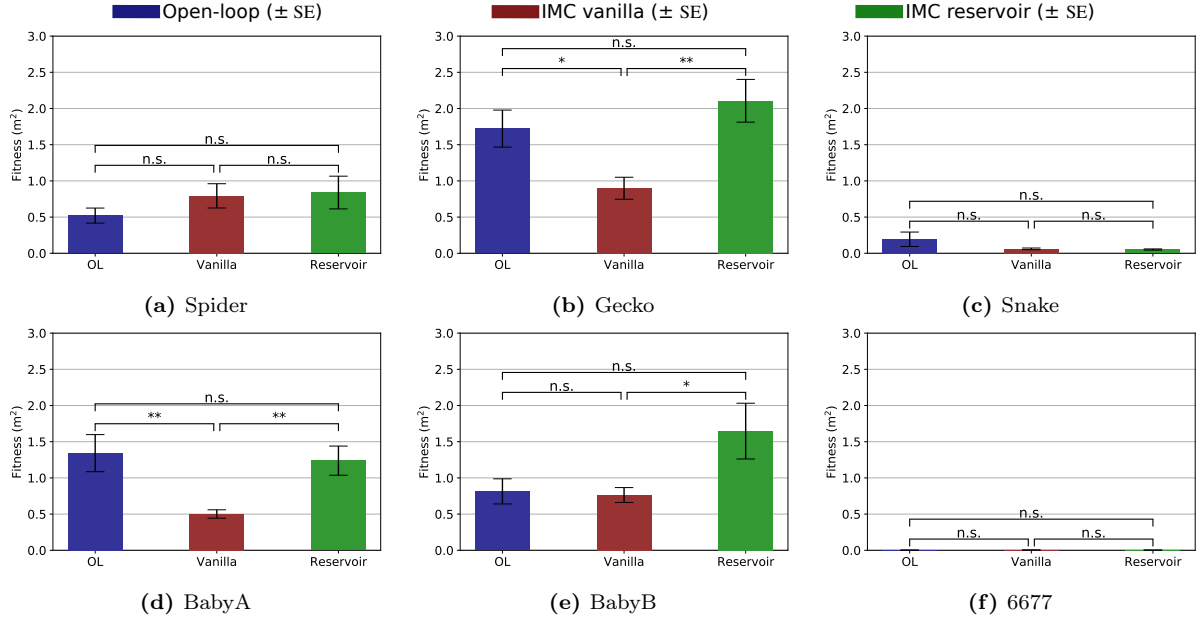 Open-loop (± SE) IMC vanilla (± SE) IMC reservoir (± SE)
3.0
2.5
2.0
1.5
1.0
0.5
0.0
Fitness (m²)
n.s.
n.s. n.s.
OL Vanilla Reservoir
(a) Spider
3.0
2.5
2.0
1.5
1.0
0.5
0.0
Fitness (m²)
n.s.
* **
OL Vanilla Reservoir
(b) Gecko
3.0
2.5
2.0
1.5
1.0
0.5
0.0
Fitness (m²)
n.s.
n.s. n.s.
OL Vanilla Reservoir
(c) Snake
3.0
2.5
2.0
1.5
1.0
0.5
0.0
Fitness (m²)
n.s.
** **
OL Vanilla Reservoir
(d) BabyA
3.0
2.5
2.0
1.5
1.0
0.5
0.0
Fitness (m²)
n.s.
n.s. *
OL Vanilla Reservoir
(e) BabyB
3.0
2.5
2.0
1.5
1.0
0.5
0.0
Fitness (m²)
n.s.
n.s. n.s.
OL Vanilla Reservoir
(f) 6677